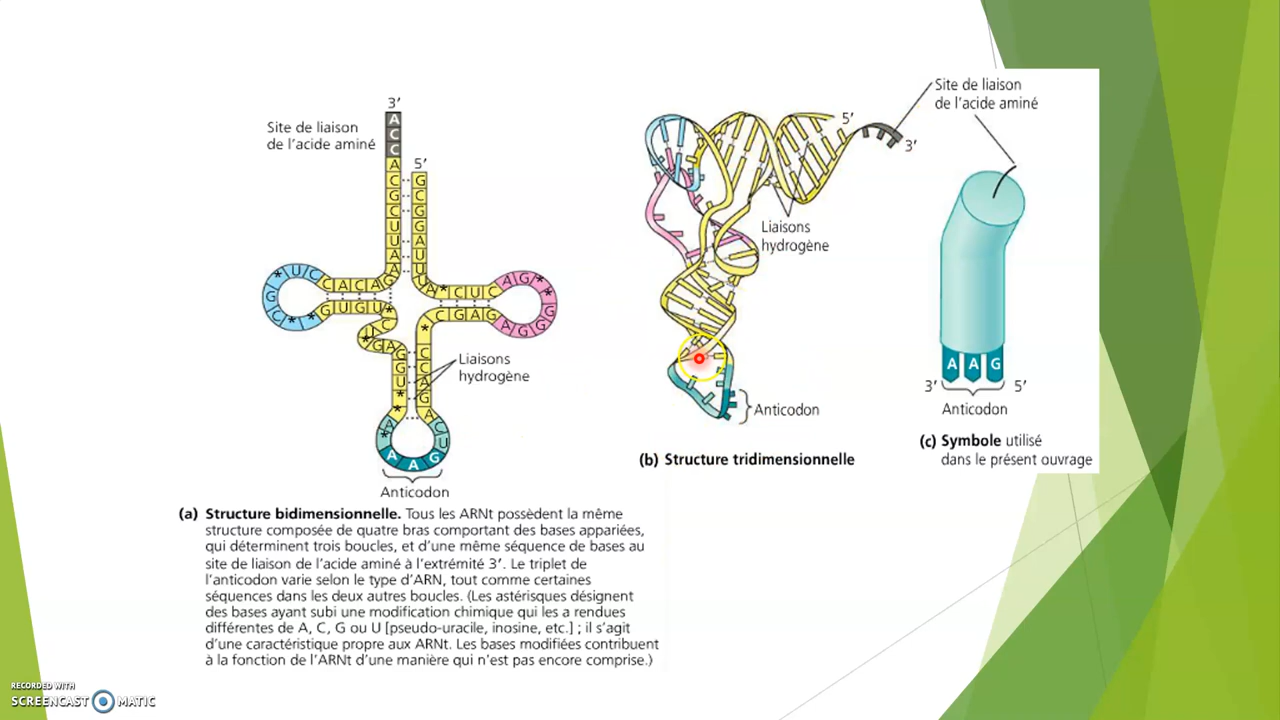 3′
Site de liaison
de l’acide aminé
A
C
C
A
C
G
C
U
U
A
A
5′
G
C
G
G
A
U
U
* U C
C A C A G
G
C * T *
G U G U *
C
U
* G A G
G
U
*
*
A * C U C
A G *
*
G
G
G
A
C G A G
*
C
C
A
G
A
C
U
A
*
A A G
Liaisons
hydrogène
Anticodon
(a) Structure bidimensionnelle. Tous les ARNt possèdent la même
structure composée de quatre bras comportant des bases appariées,
qui déterminent trois boucles, et d’une même séquence de bases au
site de liaison de l’acide aminé à l’extrémité 3′. Le triplet de
l’anticodon varie selon le type d’ARN, tout comme certaines
séquences dans les deux autres boucles. (Les astérisques désignent
des bases ayant subi une modification chimique qui les a rendues
différentes de A, C, G ou U [pseudo-uracile, inosine, etc.] ; il s’agit
d’une caractéristique propre aux ARNt. Les bases modifiées contribuent
à la fonction de l’ARNt d’une manière qui n’est pas encore comprise.)
5′
3′
Liaisons
hydrogène
Anticodon
(b) Structure tridimensionnelle
Site de liaison
de l’acide aminé
A A G
3′ 5′
Anticodon
(c) Symbole utilisé
dans le présent ouvrage
RECORDED WITH
SCREENCAST MATIC